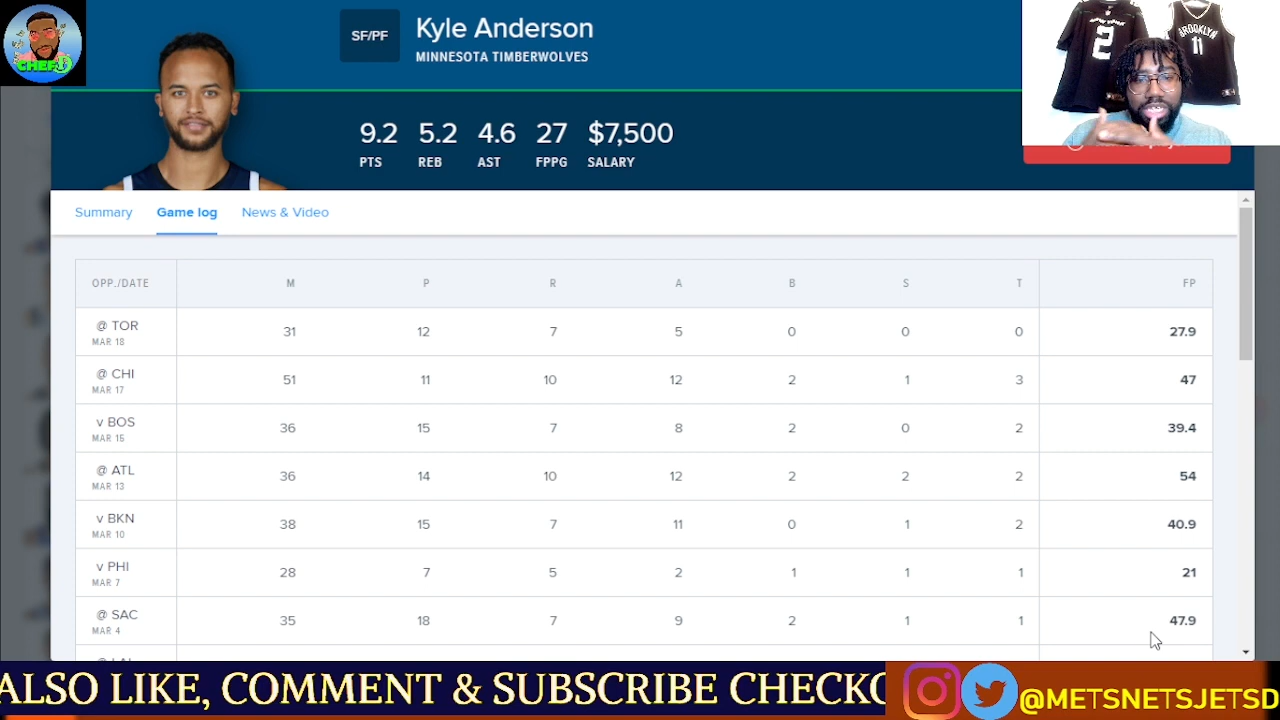 CHEF
SF/PF
Kyle Anderson
MINNESOTA TIMBERWOLVES
9.2 5.2 4.6 27 $7,500
PTS REB AST FPPG SALARY
2
BROOKLYN
11
Summary Game log News & Video
OPP./DATE M P R A B S T FP
@ TOR
MAR 18
31 12 7 5 0 0 0 27.9
@ CHI
MAR 17
51 11 10 12 2 1 3 47
v BOS
MAR 15
36 15 7 8 2 0 2 39.4
@ ATL
MAR 13
36 14 10 12 2 2 2 54
v BKN
MAR 10
38 15 7 11 0 1 2 40.9
v PHI
MAR 7
28 7 5 2 1 1 1 21
@ SAC
MAR 4
35 18 7 9 2 1 1 47.9
ALSO LIKE, COMMENT & SUBSCRIBE CHECKO
@METSNETSJETSD